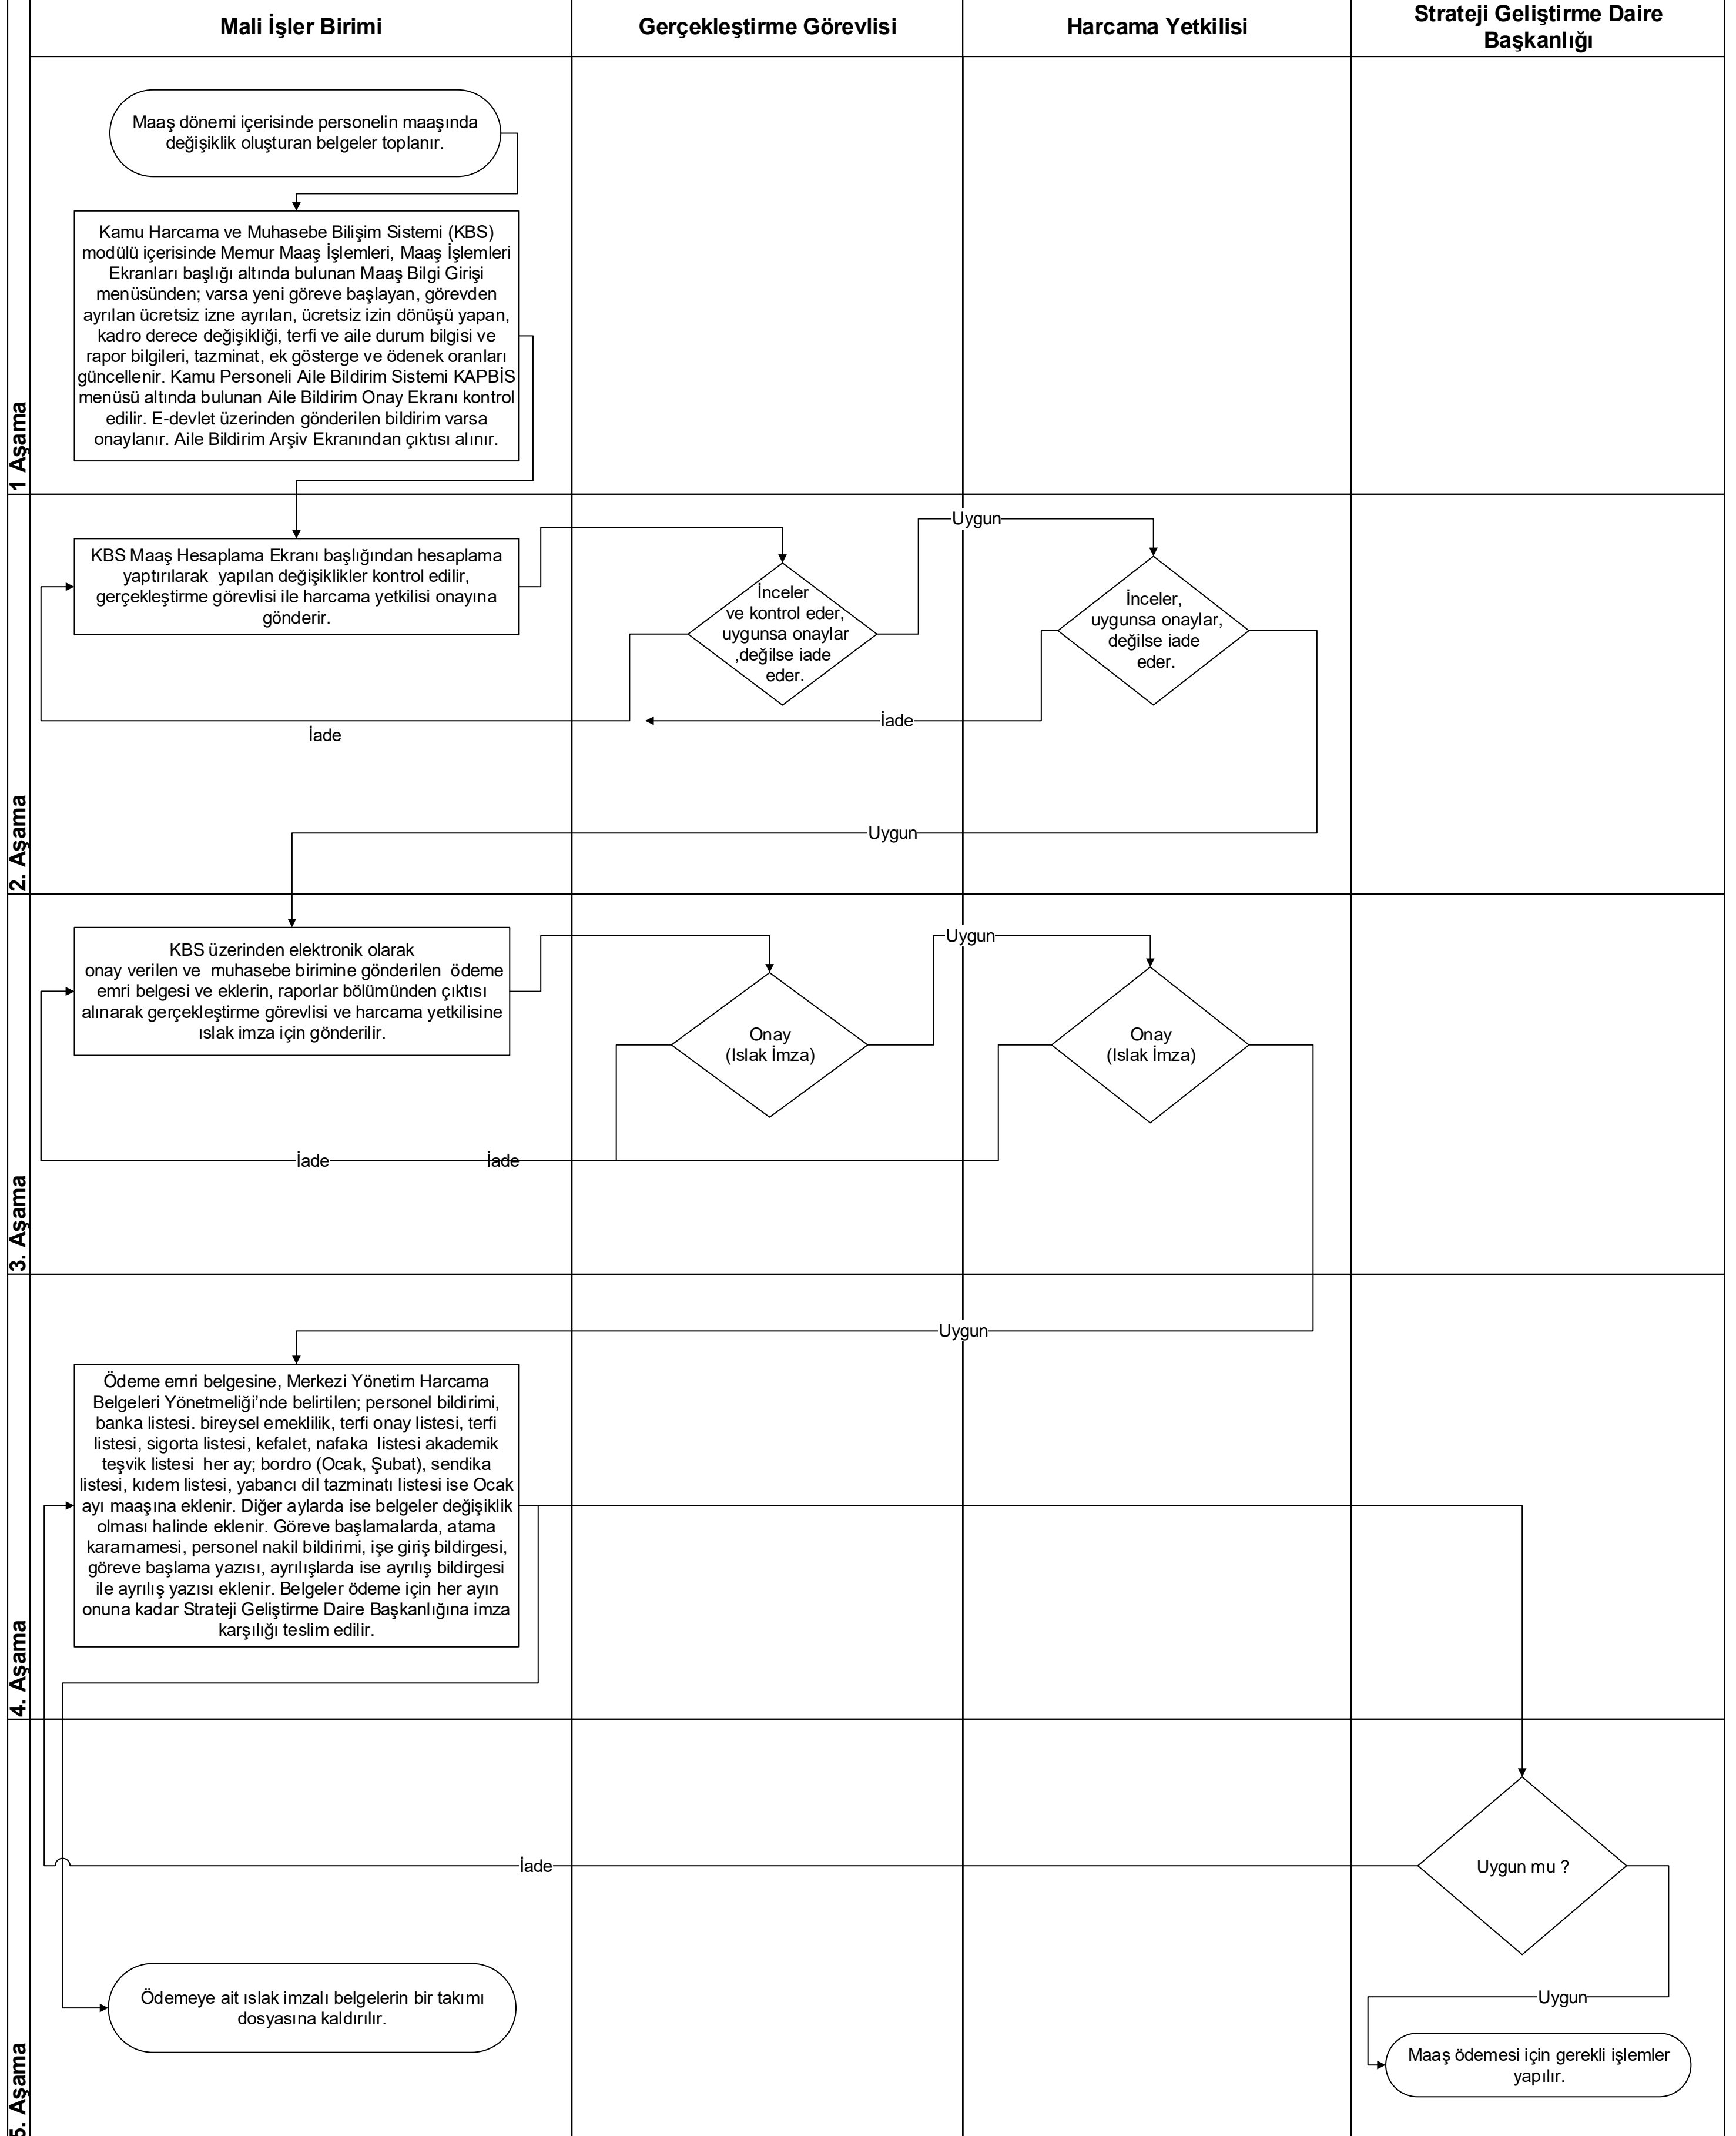 Mali İşler Birimi
Gerçekleştirme Görevlisi
Harcama Yetkilisi
Strateji Geliştirme Daire
Başkanlığı
1 Aşama
Maaş dönemi içerisinde personelin maaşında
değişiklik oluşturan belgeler toplanır.
Kamu Harcama ve Muhasebe Bilişim Sistemi (KBS)
modülü içerisinde Memur Maaş İşlemleri, Maaş İşlemleri
Ekranları başlığı altında bulunan Maaş Bilgi Girişi
menüsünden; varsa yeni göreve başlayan, görevden
ayrılan ücretsiz izne ayrılan, ücretsiz izin dönüşü yapan,
kadro derece değişikliği, terfi ve aile durum bilgisi ve
rapor bilgileri, tazminat, ek gösterge ve ödenek oranları
güncellenir. Kamu Personeli Aile Bildirim Sistemi KAPBİS
menüsü altında bulunan Aile Bildirim Onay Ekranı kontrol
edilir. E-devlet üzerinden gönderilen bildirim varsa
onaylanır. Aile Bildirim Arşiv Ekranından çıktısı alınır.
2. Aşama
KBS Maaş Hesaplama Ekranı başlığından hesaplama
yaptırılarak yapılan değişiklikler kontrol edilir,
gerçekleştirme görevlisi ile harcama yetkilisi onayına
gönderir.
İnceler
ve kontrol eder,
uygunsa onaylar
,değilse iade
eder.
Uygun
İnceler,
uygunsa onaylar,
değilse iade
eder.
İade
İade
Uygun
3. Aşama
KBS üzerinden elektronik olarak
onay verilen ve muhasebe birimine gönderilen ödeme
emri belgesi ve eklerin, raporlar bölümünden çıktısı
alınarak gerçekleştirme görevlisi ve harcama yetkilisine
ıslak imza için gönderilir.
Onay
(Islak İmza)
Uygun
Onay
(Islak İmza)
İade
İade
Uygun
4. Aşama
Ödeme emri belgesine, Merkezi Yönetim Harcama
Belgeleri Yönetmeliği’nde belirtilen; personel bildirimi,
banka listesi. bireysel emeklilik, terfi onay listesi, terfi
listesi, sigorta listesi, kefalet, nafaka listesi akademik
teşvik listesi her ay; bordro (Ocak, Şubat), sendika
listesi, kıdem listesi, yabancı dil tazminatı listesi ise Ocak
ayı maaşına eklenir. Diğer aylarda ise belgeler değişiklik
olması halinde eklenir. Göreve başlamalarda, atama
kararnamesi, personel nakil bildirimi, işe giriş bildirgesi,
göreve başlama yazısı, ayrılışlarda ise ayrılış bildirgesi
ile ayrılış yazısı eklenir. Belgeler ödeme için her ayın
onuna kadar Strateji Geliştirme Daire Başkanlığına imza
karşılığı teslim edilir.
5. Aşama
Uygun mu ?
İade
Uygun
Ödemeye ait ıslak imzalı belgelerin bir takımı
dosyasına kaldırılır.
Maaş ödemesi için gerekli işlemler
yapılır.